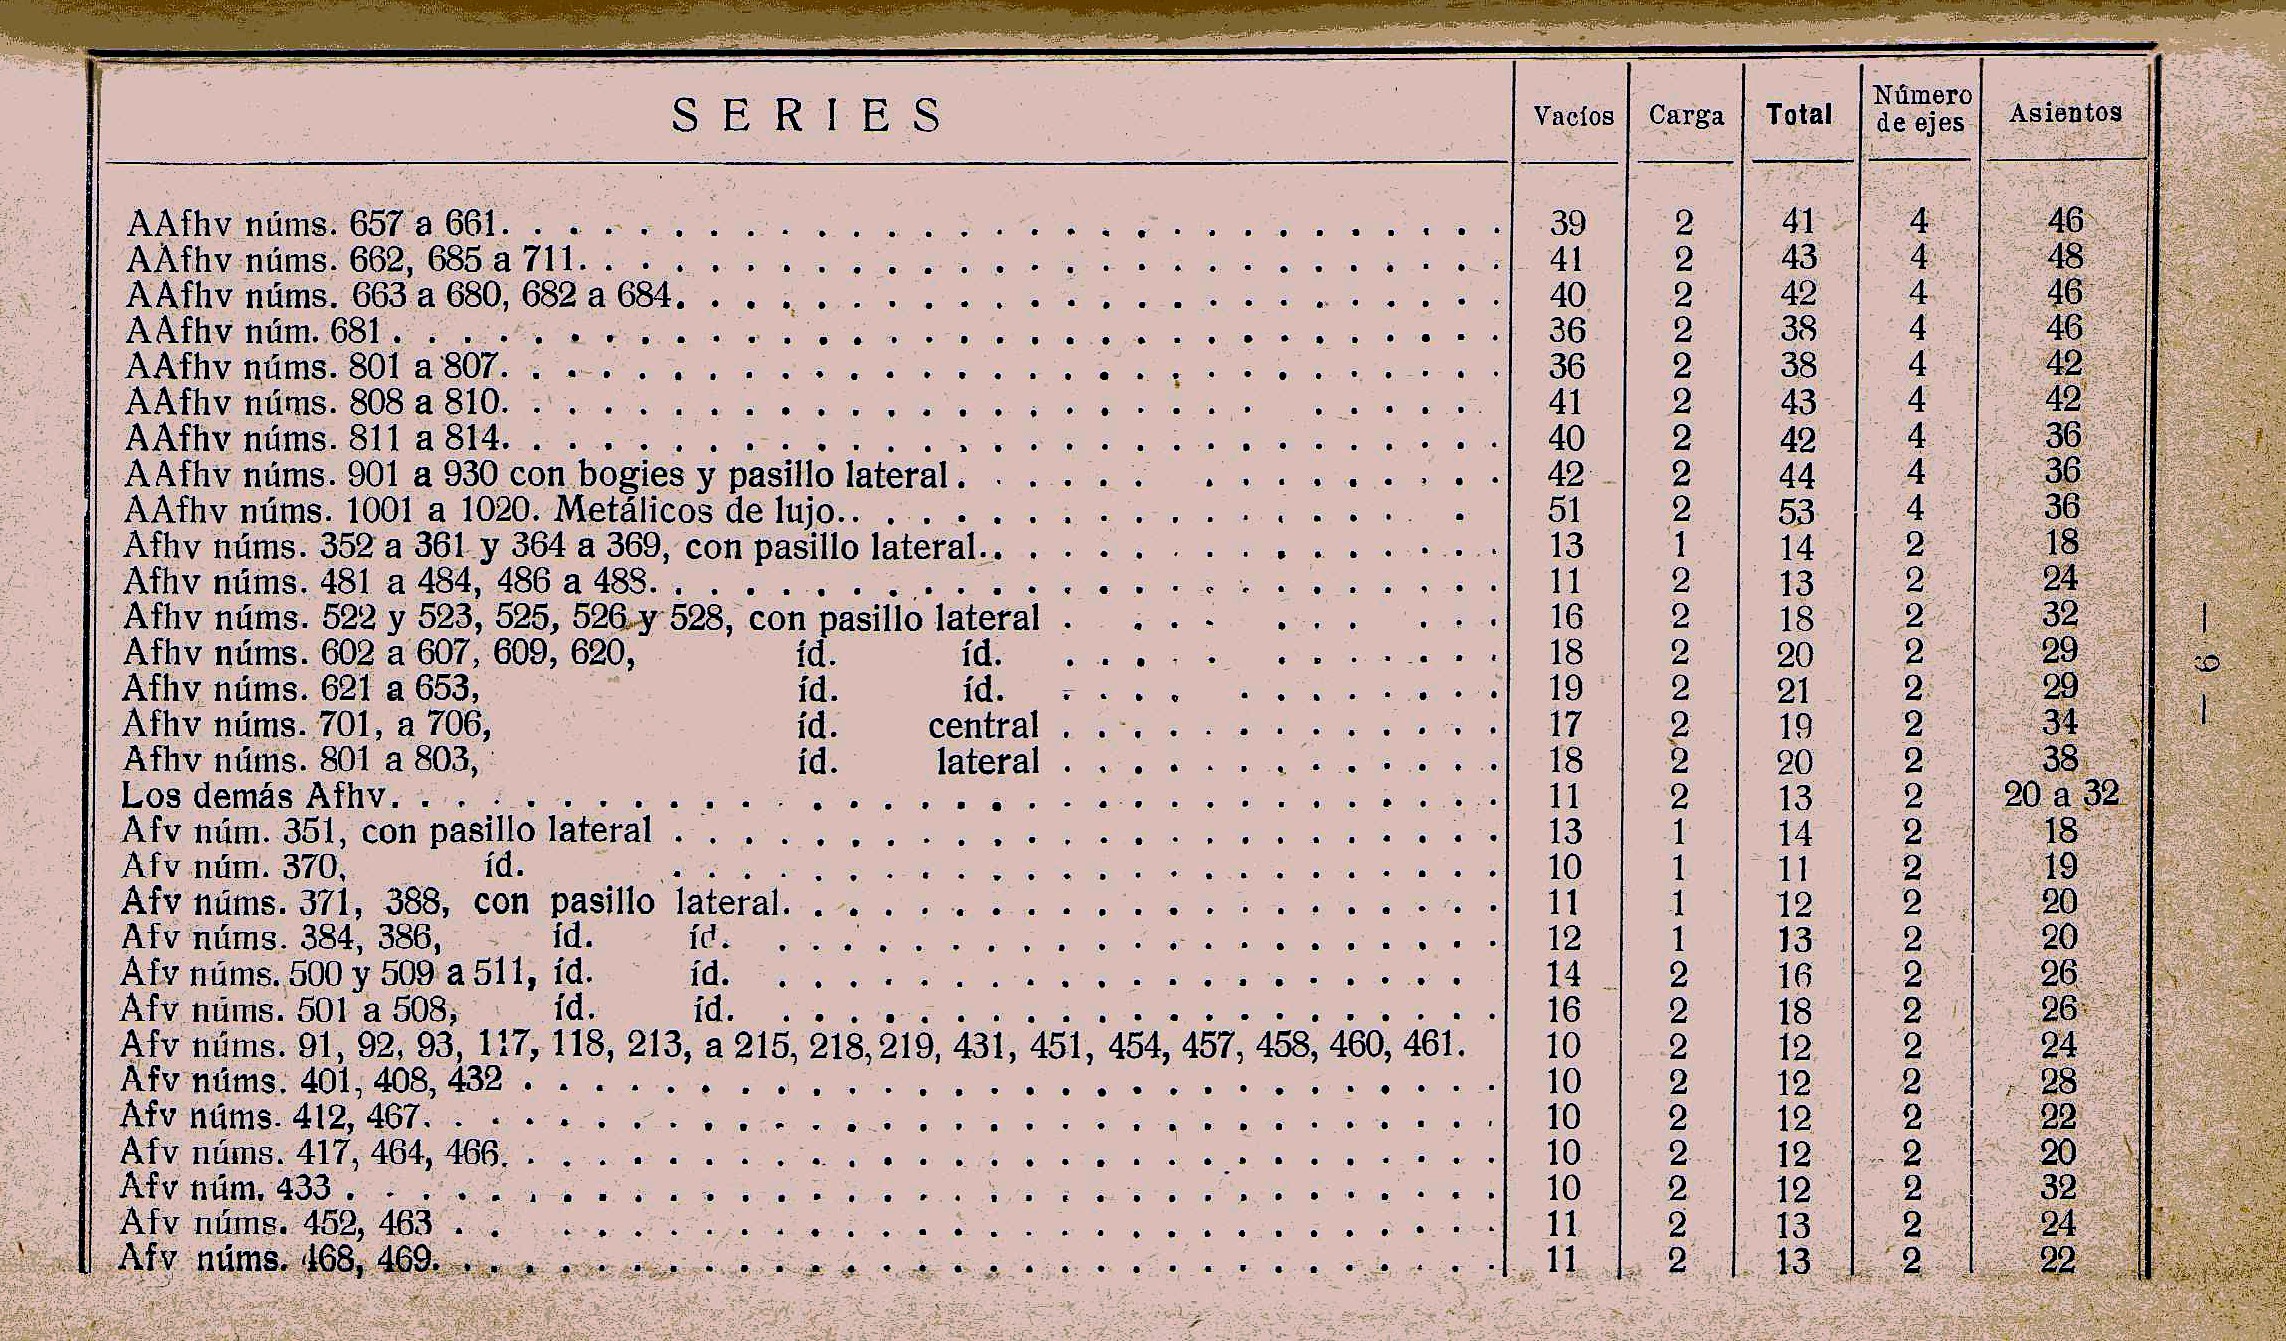 SERIES Vacíos Carga Total Número de ejes Asientos
AAfhv núms. 657 a 661. 39 2 41 4 46
AAfhv núms. 662, 685 a 711. 41 2 43 4 48
AAfhv núms. 663 a 680, 682 a 684. 40 2 42 4 46
AAfhv núm. 681 36 2 38 4 46
AAfhv núms. 801 a 807. 36 2 38 4 42
AAfhv núms. 808 a 810. 41 2 43 4 42
AAfhv núms. 811 a 814. 40 2 42 4 36
AAfhv núms. 901 a 930 con bogies y pasillo lateral. 42 2 44 4 36
AAfhv núms. 1001 a 1020. Metálicos de lujo. 51 2 53 4 36
Afhv núms. 352 a 361 y 364 a 369, con pasillo lateral. 13 1 14 2 18
Afhv núms. 481 a 484, 486 a 488. 11 2 13 2 24
Afhv núms. 522 y 523, 525, 526 y 528, con pasillo lateral 16 2 18 2 32
Afhv núms. 602 a 607, 609, 620, íd. íd. 18 2 20 2 29
Afhv núms. 621 a 653, íd. íd. 19 2 21 2 29
Afhv núms. 701, a 706, íd. central 17 2 19 2 34
Afhv núms. 801 a 803, íd. lateral 18 2 20 2 38
Los demás Afhv. 11 2 13 2 20 a 32
Afv núm. 351, con pasillo lateral 13 1 14 2 18
Afv núm. 370, íd. 10 1 11 2 19
Afv núms. 371, 388, con pasillo lateral. 11 1 12 2 20
Afv núms. 384, 386, íd. íd. 12 1 13 2 20
Afv núms. 500 y 509 a 511, íd. íd. 14 2 16 2 26
Afv núms. 501 a 508, íd. íd. 16 2 18 2 26
Afv núms. 91, 92, 93, 117, 118, 213, a 215, 218, 219, 431, 451, 454, 457, 458, 460, 461. 10 2 12 2 24
Afv núms. 401, 408, 432 10 2 12 2 28
Afv núms. 412, 467. 10 2 12 2 22
Afv núms. 417, 464, 466. 10 2 12 2 20
Afv núm. 433 10 2 12 2 32
Afv núms. 452, 463 11 2 13 2 24
Afv núms. 468, 469. 11 2 13 2 22
— 6 —